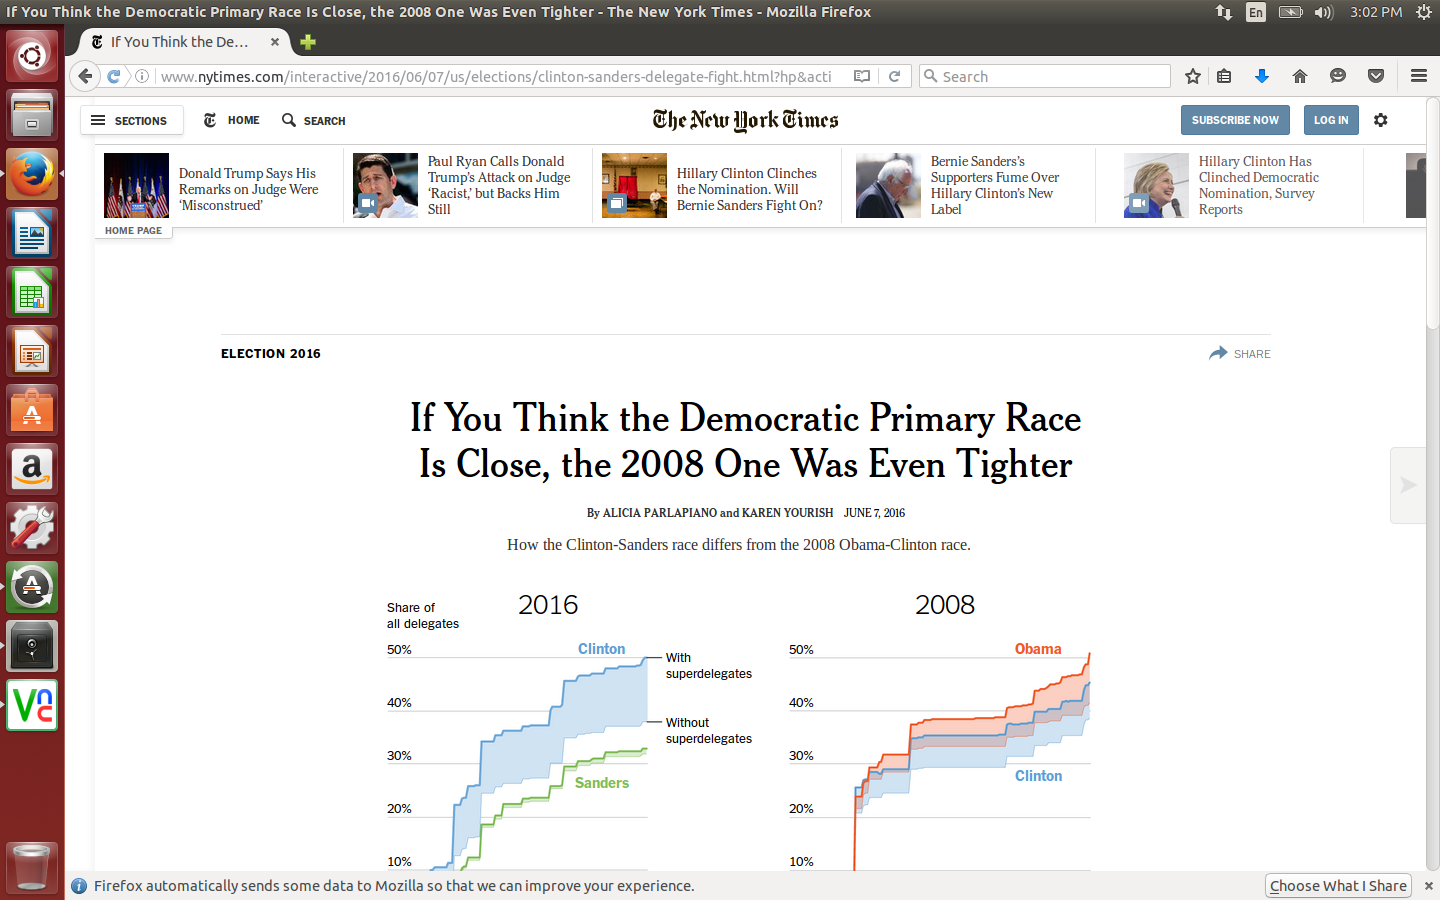 If You Think the Democratic Primary Race Is Close, the 2008 One Was Even Tighter - The New York Times - Mozilla Firefox
En
3:02 PM
If You Think the De...
www.nytimes.com/interactive/2016/06/07/us/elections/clinton-sanders-delegate-fight.html?hp&acti
Search
SECTIONS
HOME
SEARCH
The New York Times
SUBSCRIBE NOW
LOG IN
Donald Trump Says His
Remarks on Judge Were
‘Misconstrued’
Paul Ryan Calls Donald
Trump’s Attack on Judge
‘Racist,’ but Backs Him
Still
Hillary Clinton Clinches
the Nomination. Will
Bernie Sanders Fight On?
Bernie Sanders’s
Supporters Fume Over
Hillary Clinton’s New
Label
Hillary Clinton Has
Clinched Democratic
Nomination, Survey
Reports
HOME PAGE
ELECTION 2016
SHARE
If You Think the Democratic Primary Race
Is Close, the 2008 One Was Even Tighter
By ALICIA PARLAPIANO and KAREN YOURISH JUNE 7, 2016
How the Clinton-Sanders race differs from the 2008 Obama-Clinton race.
Share of
all delegates
2016
50%
40%
30%
20%
10%
Clinton
With
superdelegates
Without
superdelegates
Sanders
2008
50%
40%
30%
20%
10%
Obama
Clinton
Firefox automatically sends some data to Mozilla so that we can improve your experience.
Choose What I Share